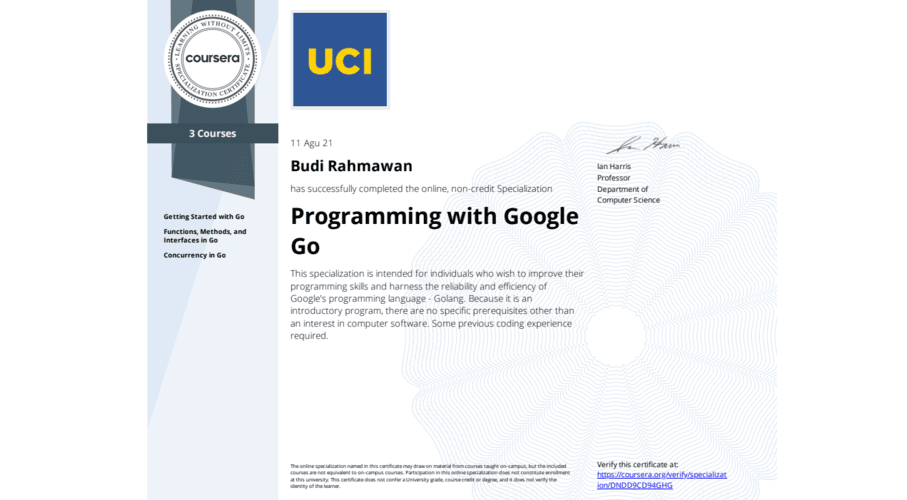 LEARNING WITHOUT LIMITS
coursera
SPECIALIZATION CERTIFICATE
3 Courses
Getting Started with Go
Functions, Methods, and
Interfaces in Go
Concurrency in Go
UCI
11 Agu 21
Budi Rahmawan
has successfully completed the online, non-credit Specialization
Programming with Google
Go
This specialization is intended for individuals who wish to improve their
programming skills and harness the reliability and efficiency of
Google's programming language - Golang. Because it is an
introductory program, there are no specific prerequisites other than
an interest in computer software. Some previous coding experience
required.
Ian Harris
Professor
Department of
Computer Science
The online specialization named in this certificate may draw on material from courses taught on-campus, but the included
courses are not equivalent to on-campus courses. Participation in this online specialization does not constitute enrollment
at this university. This certificate does not confer a University grade, course credit or degree, and it does not verify the
identity of the learner.
Verify this certificate at:
https://coursera.org/verify/specializat
ion/DNDD9CD94GHG